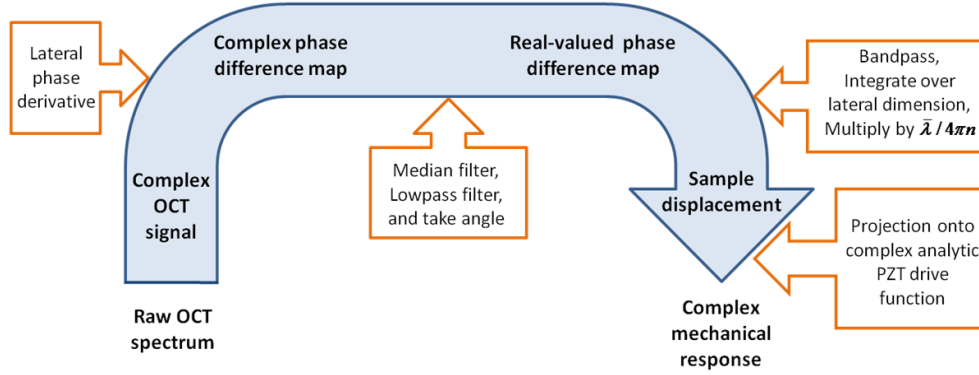 Lateral
phase
derivative
Complex phase
difference map
Real-valued phase
difference map
Bandpass,
Integrate over
lateral dimension,
Multiply by λ̄ / 4πn
Median filter,
Lowpass filter,
and take angle
Complex
OCT
signal
Sample
displacement
Projection onto
complex analytic
PZT drive
function
Raw OCT
spectrum
Complex
mechanical
response